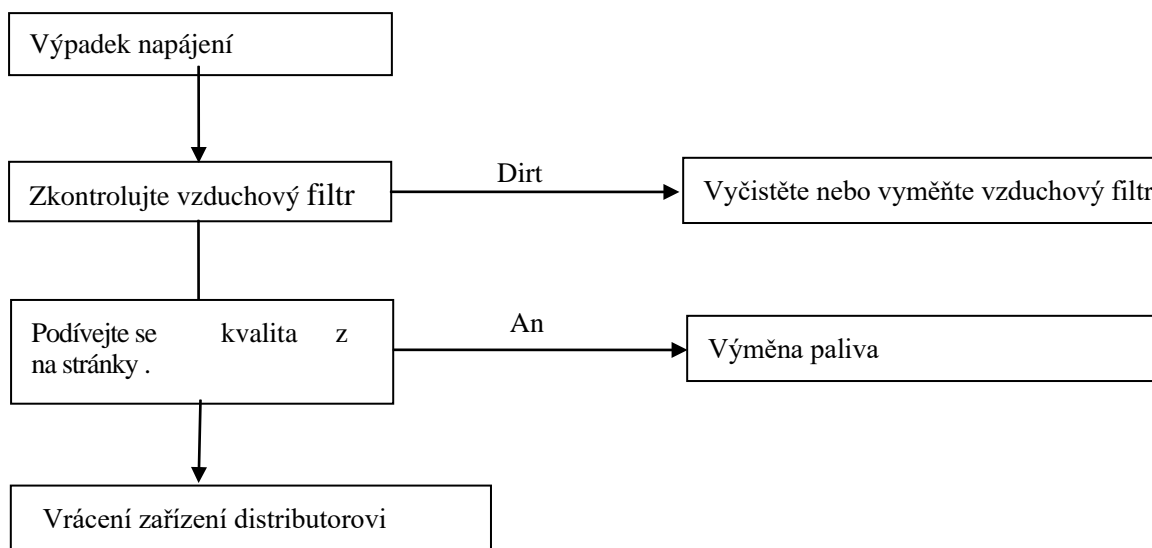 Výpadek napájení
Zkontrolujte vzduchový filtr
Dirt
Vyčistěte nebo vyměňte vzduchový filtr
Podívejte se kvalita z
na stránky .
An
Výměna paliva
Vrácení zařízení distributorovi